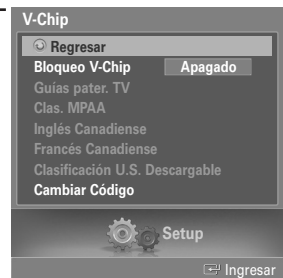 V-Chip
Regresar
Bloqueo V-Chip Apagado
Guías pater. TV
Clas. MPAA
Inglés Canadiense
Francés Canadiense
Clasificación U.S. Descargable
Cambiar Código
Setup
Ingresar